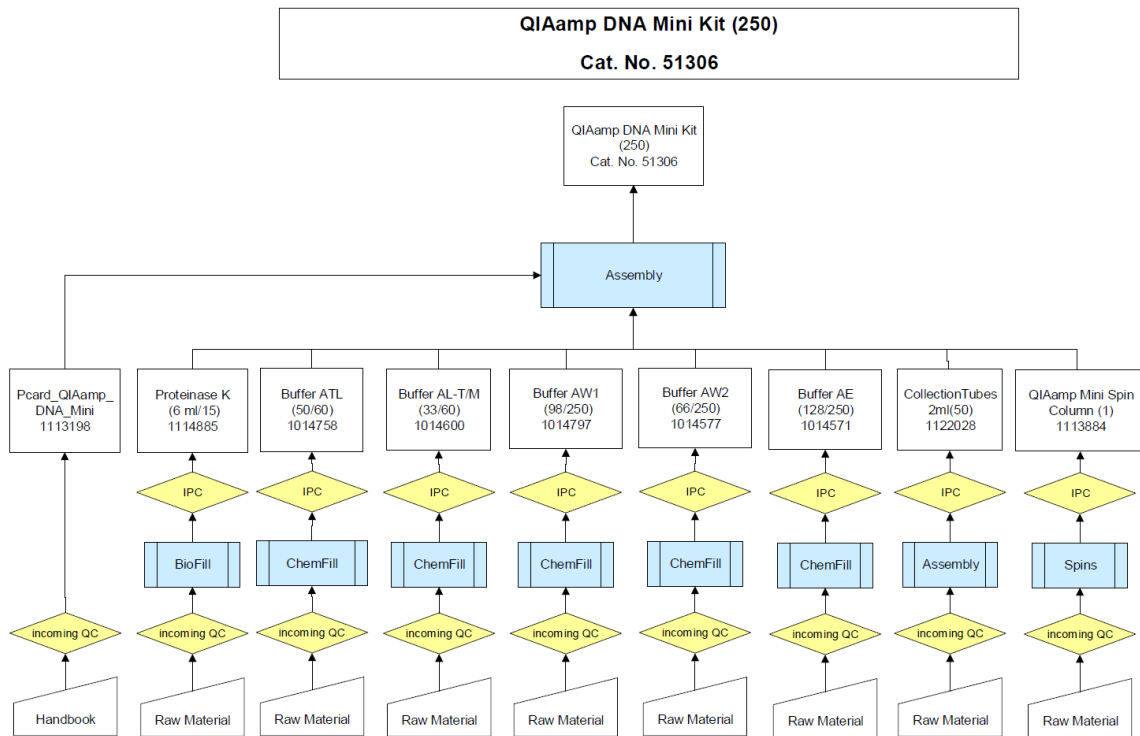 QIAamp DNA Mini Kit (250)
Cat. No. 51306
QIAamp DNA Mini Kit
(250)
Cat. No. 51306
Assembly
Pcard_QIAamp_
DNA_Mini
1113198
Proteinase K
(6 ml/15)
1114885
Buffer ATL
(50/60)
1014758
Buffer AL-T/M
(33/60)
1014600
Buffer AW1
(98/250)
1014797
Buffer AW2
(66/250)
1014577
Buffer AE
(128/250)
1014571
CollectionTubes
2ml(50)
1122028
QIAamp Mini Spin
Column (1)
1113884
IPC
IPC
IPC
IPC
IPC
IPC
IPC
IPC
BioFill
ChemFill
ChemFill
ChemFill
ChemFill
ChemFill
Assembly
Spins
incoming QC
incoming QC
incoming QC
incoming QC
incoming QC
incoming QC
incoming QC
incoming QC
incoming QC
Handbook
Raw Material
Raw Material
Raw Material
Raw Material
Raw Material
Raw Material
Raw Material
Raw Material